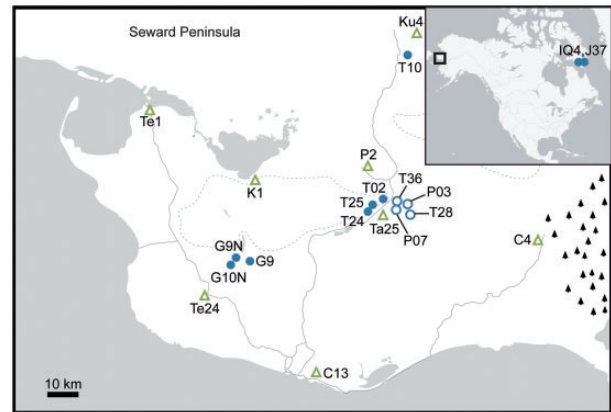 Seward Peninsula
Ku4
T10
IQ4,J37
Te1
P2
K1
T36
T02
P03
T25
T24
T28
Ta25
P07
C4
G9N
G9
G10N
Te24
C13
10 km